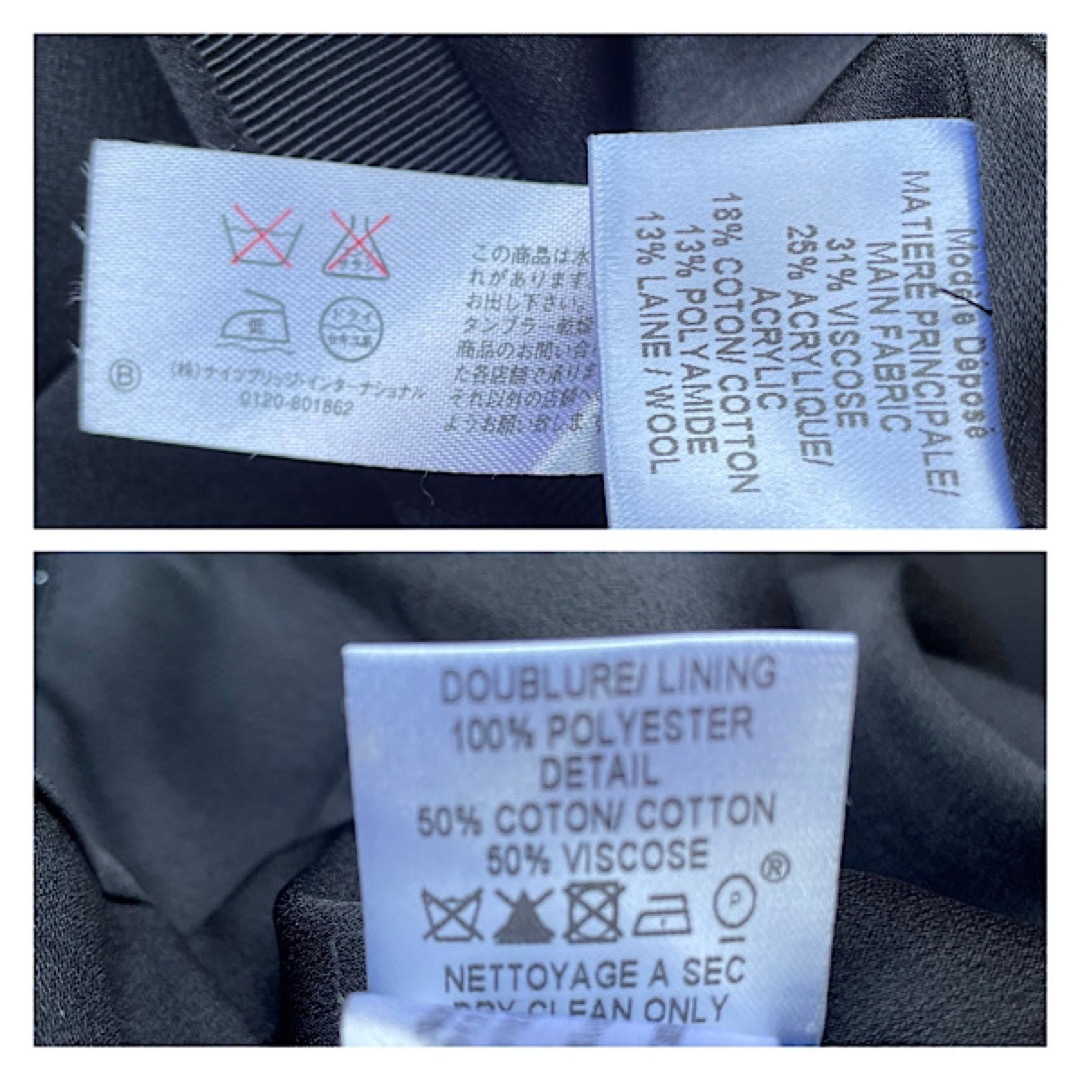 この商品は水
れがあります
お出し下さい。
タンブラー乾燥
商品のお問い合
た各店舗で承りま
それ以外の店舗へ
ようお願い致しま
ドライ
B
(株)ナイツブリッジ・インターナショナル
0120-801862
Modèle Déposé
MATIERE PRINCIPALE/
MAIN FABRIC
31% VISCOSE
25% ACRYLIQUE/
ACRYLIC
18% COTON/ COTTON
13% POLYAMIDE
13% LAINE / WOOL
DOUBLURE/ LINING
100% POLYESTER
DETAIL
50% COTON/ COTTON
50% VISCOSE
P ®
NETTOYAGE A SEC
DRY CLEAN ONLY